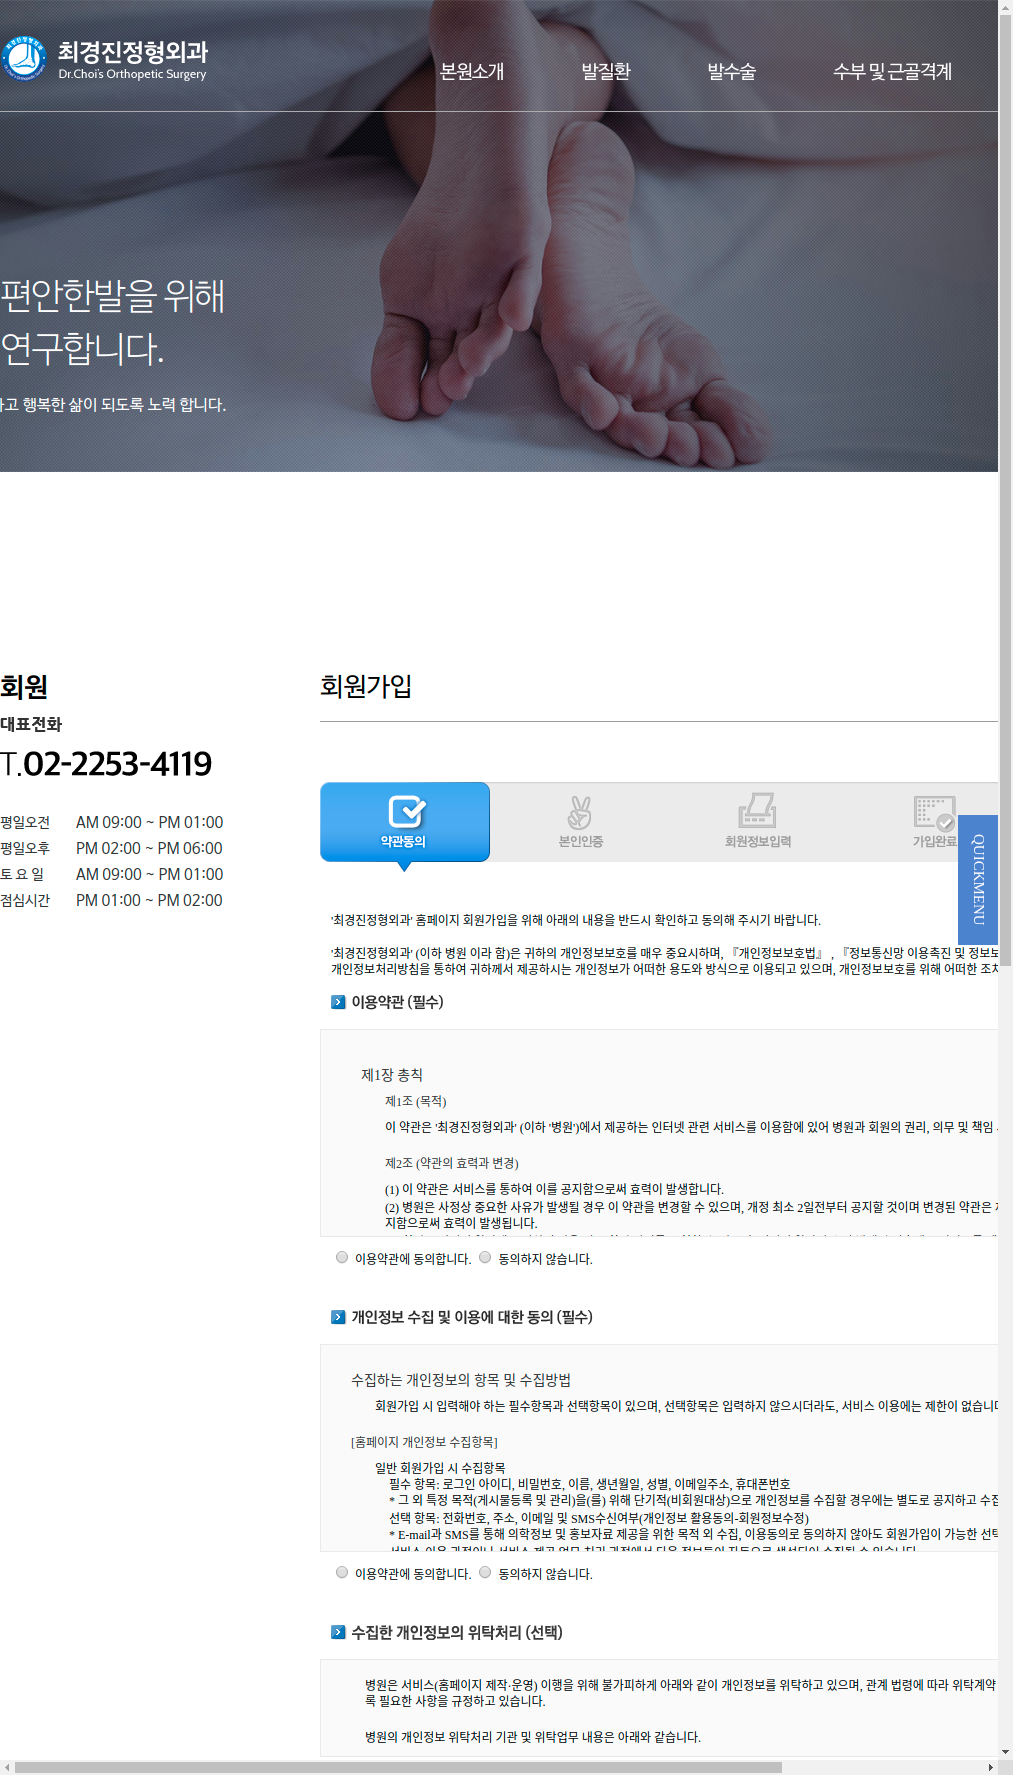 최경진정형외과
Dr.Choi's Orthopetic Surgery
본원소개 발질환 발수술 수부 및 근골격계
편안한발을 위해
연구합니다.
고 행복한 삶이 되도록 노력 합니다.
회원
대표전화
T.02-2253-4119
평일오전 AM 09:00 ~ PM 01:00
평일오후 PM 02:00 ~ PM 06:00
토 요 일 AM 09:00 ~ PM 01:00
점심시간 PM 01:00 ~ PM 02:00
회원가입
약관동의 본인인증 회원정보입력 가입완료
QUICKMENU
'최경진정형외과' 홈페이지 회원가입을 위해 아래의 내용을 반드시 확인하고 동의해 주시기 바랍니다.
'최경진정형외과' (이하 병원 이라 함)은 귀하의 개인정보보호를 매우 중요시하며, 『개인정보보호법』 , 『정보통신망 이용촉진 및
개인정보처리방침을 통하여 귀하께서 제공하시는 개인정보가 어떠한 용도와 방식으로 이용되고 있으며, 개인정보보호를 위해 어떠한
이용약관 (필수)
제1장 총칙
제1조 (목적)
이 약관은 '최경진정형외과' (이하 '병원')에서 제공하는 인터넷 관련 서비스를 이용함에 있어 병원과 회원의 권리, 의무 및 책임
제2조 (약관의 효력과 변경)
(1) 이 약관은 서비스를 통하여 이를 공지함으로써 효력이 발생합니다.
(2) 병원은 사정상 중요한 사유가 발생될 경우 이 약관을 변경할 수 있으며, 개정 최소 2일전부터 공지할 것이며 변경된 약관은
지함으로써 효력이 발생됩니다.
이용약관에 동의합니다. 동의하지 않습니다.
개인정보 수집 및 이용에 대한 동의 (필수)
수집하는 개인정보의 항목 및 수집방법
회원가입 시 입력해야 하는 필수항목과 선택항목이 있으며, 선택항목은 입력하지 않으시더라도, 서비스 이용에는 제한이
[홈페이지 개인정보 수집항목]
일반 회원가입 시 수집항목
필수 항목: 로그인 아이디, 비밀번호, 이름, 생년월일, 성별, 이메일주소, 휴대폰번호
* 그 외 특정 목적(게시물등록 및 관리)을(를) 위해 단기적(비회원대상)으로 개인정보를 수집할 경우에는 별도로 공지하고
선택 항목: 전화번호, 주소, 이메일 및 SMS수신여부(개인정보 활용동의-회원정보수정)
* E-mail과 SMS를 통해 의학정보 및 홍보자료 제공을 위한 목적 외 수집, 이용동의로 동의하지 않아도 회원가입이 가능한
이용약관에 동의합니다. 동의하지 않습니다.
수집한 개인정보의 위탁처리 (선택)
병원은 서비스(홈페이지 제작·운영) 이행을 위해 불가피하게 아래와 같이 개인정보를 위탁하고 있으며, 관계 법령에 따라 위탁계약
록 필요한 사항을 규정하고 있습니다.
병원의 개인정보 위탁처리 기관 및 위탁업무 내용은 아래와 같습니다.